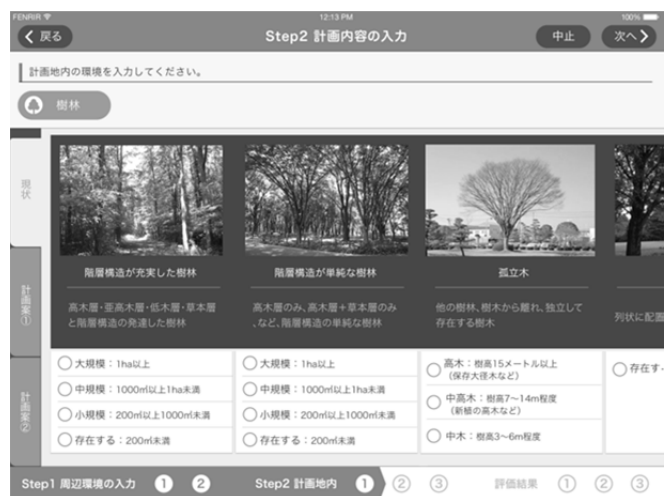 FENRIR 12:13 PM 100%
戻る Step2 計画内容の入力 中止 次へ
計画地内の環境を入力してください。
樹林
現状
計画案①
計画案②
階層構造が充実した樹林
高木層・亜高木層・低木層・草本層
と階層構造の発達した樹林
大規模：1ha以上
中規模：1000㎡以上1ha未満
小規模：200㎡以上1000㎡未満
存在する：200㎡未満
階層構造が単純な樹林
高木層のみ、高木層＋草本層のみ
、など、階層構造の単純な樹林
大規模：1ha以上
中規模：1000㎡以上1ha未満
小規模：200㎡以上1000㎡未満
存在する：200㎡未満
孤立木
他の樹林、樹木から離れ、独立して
存在する樹木
高木：樹高15メートル以上
（保存大径木など）
中高木：樹高7〜14m程度
（新植の高木など）
中木：樹高3〜6m程度
列状に配置
存在す
Step1 周辺環境の入力 ① ② Step2 計画地内 ① ② ③ 評価結果 ① ② ③